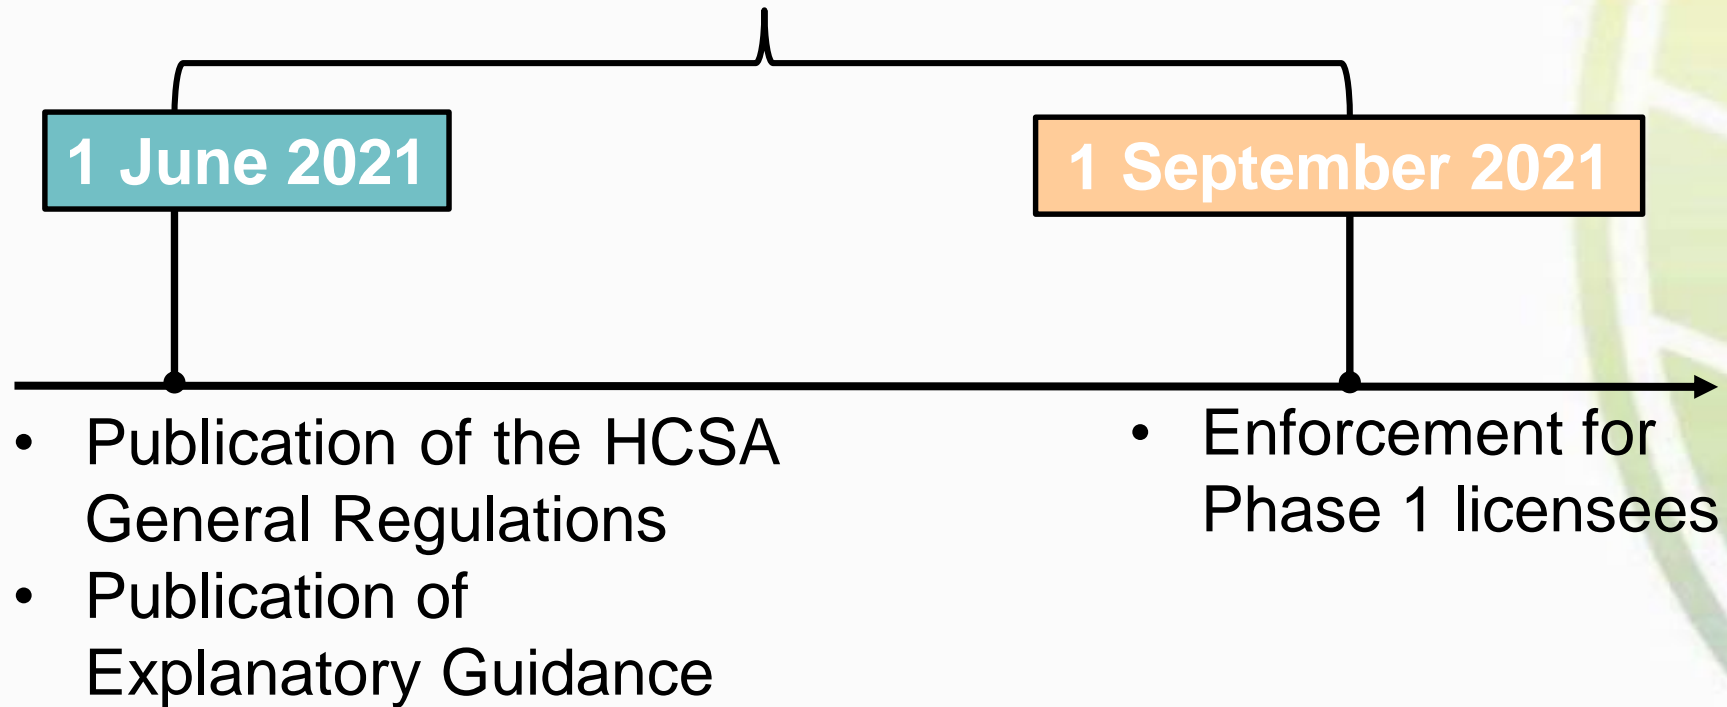 1 June 2021
1 September 2021
• Publication of the HCSA
General Regulations
• Publication of
Explanatory Guidance
• Enforcement for
Phase 1 licensees